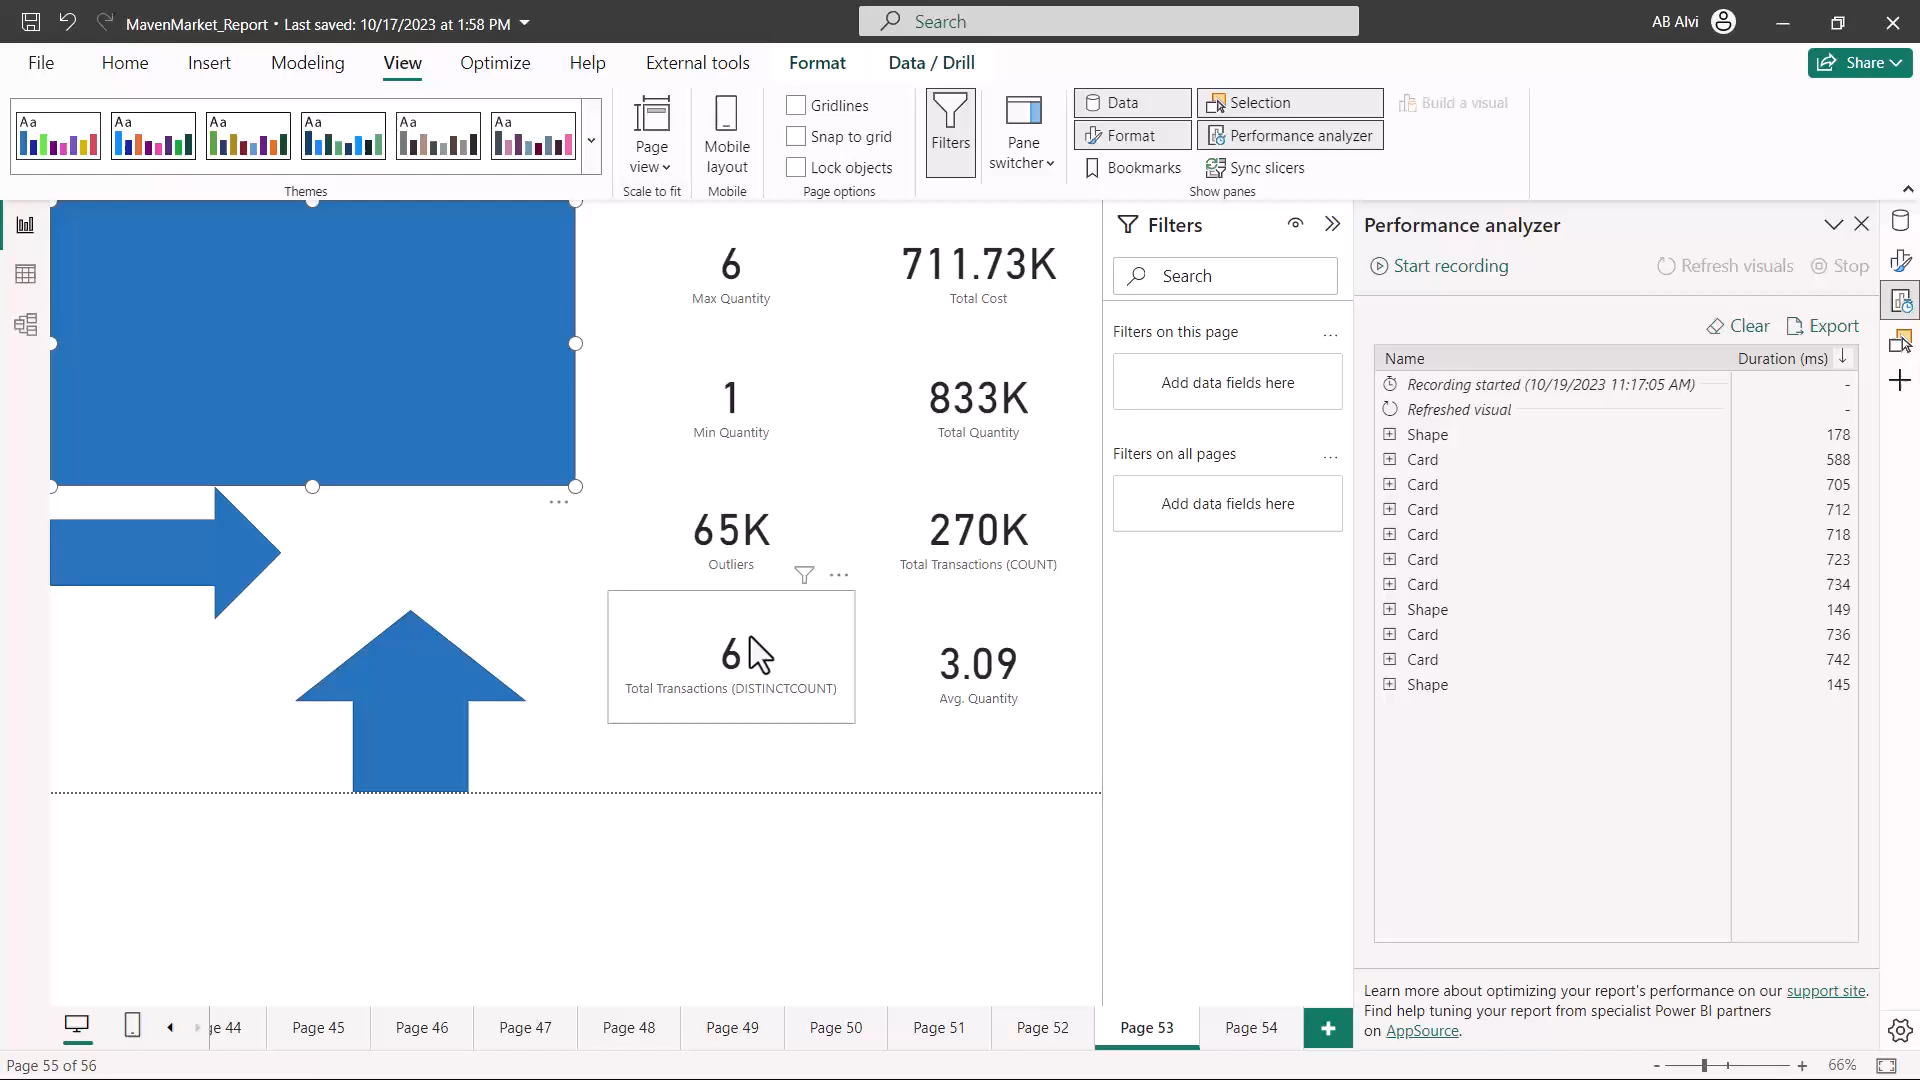 MavenMarket_Report • Last saved: 10/17/2023 at 1:58 PM
Search
AB Alvi
File Home Insert Modeling View Optimize Help External tools Format Data / Drill
Share
Aa Aa Aa Aa Aa Aa
Themes
Page view
Scale to fit
Mobile layout
Mobile
Gridlines
Snap to grid
Lock objects
Page options
Filters
Pane switcher
Data
Format
Bookmarks
Selection
Performance analyzer
Sync slicers
Show panes
Build a visual
6
Max Quantity
711.73K
Total Cost
1
Min Quantity
833K
Total Quantity
65K
Outliers
270K
Total Transactions (COUNT)
6
Total Transactions (DISTINCTCOUNT)
3.09
Avg. Quantity
Filters
Search
Filters on this page
...
Add data fields here
Filters on all pages
...
Add data fields here
Performance analyzer
Start recording
Refresh visuals
Stop
Clear
Export
Name Duration (ms)
Recording started (10/19/2023 11:17:05 AM) -
Refreshed visual -
Shape 178
Card 588
Card 705
Card 712
Card 718
Card 723
Card 734
Shape 149
Card 736
Card 742
Shape 145
Learn more about optimizing your report's performance on our support site.
Find help tuning your report from specialist Power BI partners
on AppSource.
ge 44 Page 45 Page 46 Page 47 Page 48 Page 49 Page 50 Page 51 Page 52 Page 53 Page 54 +
Page 55 of 56
- + 66%